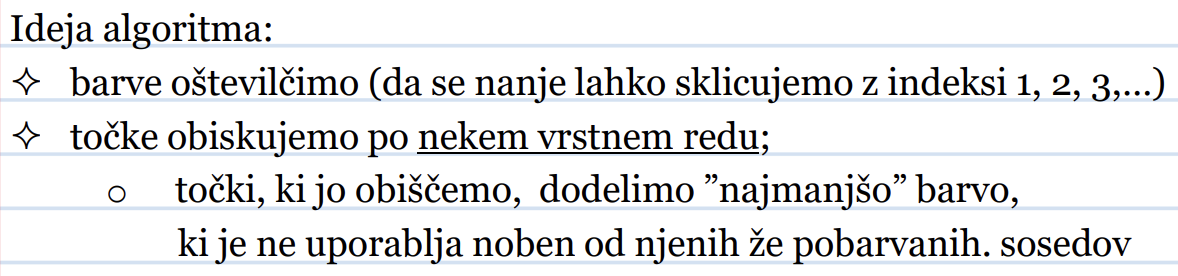 Ideja algoritma:
✧ barve oštevilčimo (da se nanje lahko sklicujemo z indeksi 1, 2, 3,...)
✧ točke obiskujemo po nekem vrstnem redu;
o točki, ki jo obiščemo, dodelimo ”najmanjšo” barvo,
ki je ne uporablja noben od njenih že pobarvanih. sosedov